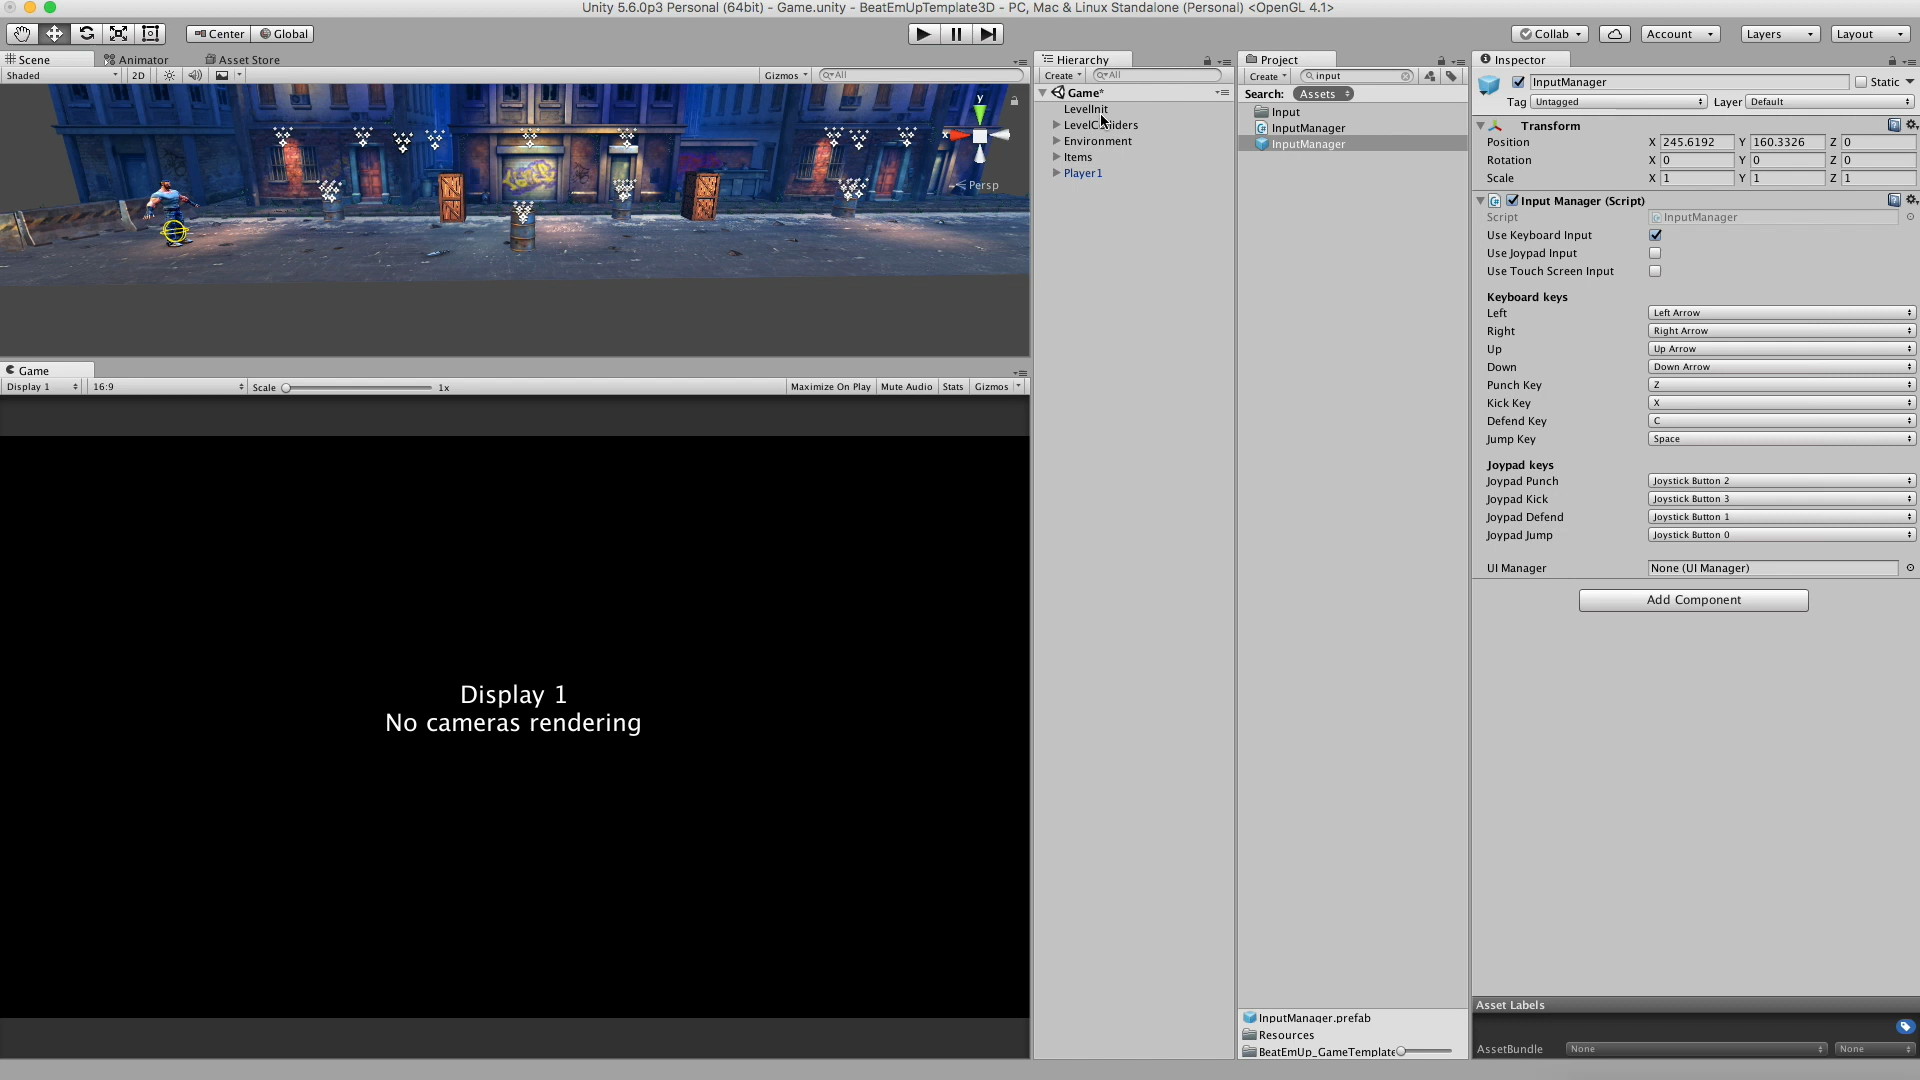 Unity 5.6.0p3 Personal (64bit) - Game.unity - BeatEmUpTemplate3D - PC, Mac & Linux Standalone (Personal) <OpenGL 4.1>
Center Global Collab Account Layers Layout
Scene Animator Asset Store
Shaded 2D Gizmos All
y
x
Persp
Game
Display 1 16:9 Scale 1x Maximize On Play Mute Audio Stats Gizmos
Display 1
No cameras rendering
Hierarchy
Create All
Game*
LevelInit
LevelColliders
Environment
Items
Player1
Project
Create input
Search: Assets
Input
InputManager
InputManager
InputManager.prefab
Resources
BeatEmUp_GameTemplate
Inspector
InputManager Static
Tag Untagged Layer Default
Transform
Position X 245.6192 Y 160.3326 Z 0
Rotation X 0 Y 0 Z 0
Scale X 1 Y 1 Z 1
Input Manager (Script)
Script InputManager
Use Keyboard Input
Use Joypad Input
Use Touch Screen Input
Keyboard keys
Left Left Arrow
Right Right Arrow
Up Up Arrow
Down Down Arrow
Punch Key Z
Kick Key X
Defend Key C
Jump Key Space
Joypad keys
Joypad Punch Joystick Button 2
Joypad Kick Joystick Button 3
Joypad Defend Joystick Button 1
Joypad Jump Joystick Button 0
UI Manager None (UI Manager)
Add Component
Asset Labels
AssetBundle None None